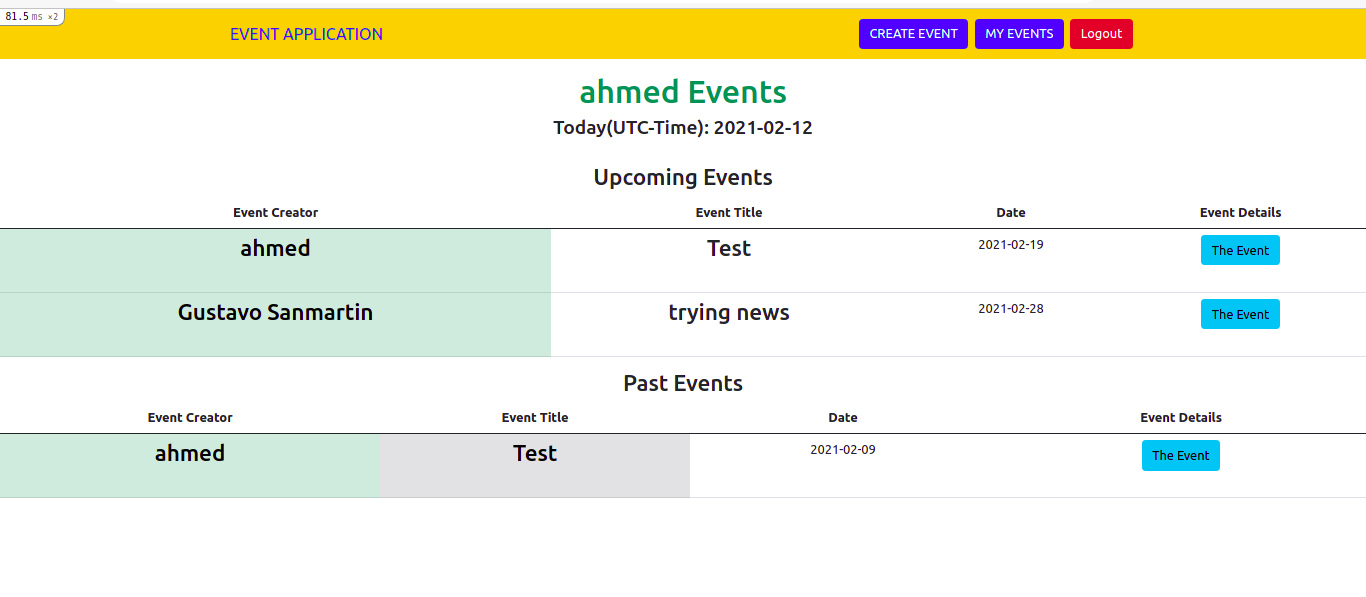 81.5 ms ×2
EVENT APPLICATION CREATE EVENT MY EVENTS Logout
ahmed Events
Today(UTC-Time): 2021-02-12
Upcoming Events
Event Creator Event Title Date Event Details
ahmed Test 2021-02-19 The Event
Gustavo Sanmartin trying news 2021-02-28 The Event
Past Events
Event Creator Event Title Date Event Details
ahmed Test 2021-02-09 The Event